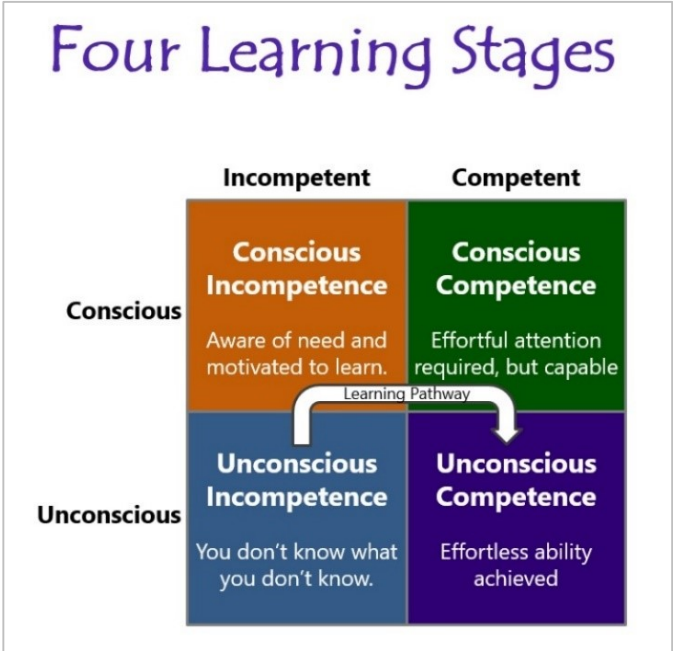 Four Learning Stages
Incompetent
Competent
Conscious
Conscious
Incompetence
Aware of need and
motivated to learn.
Conscious
Competence
Effortful attention
required, but capable
Learning Pathway
Unconscious
Unconscious
Incompetence
You don’t know what
you don’t know.
Unconscious
Competence
Effortless ability
achieved